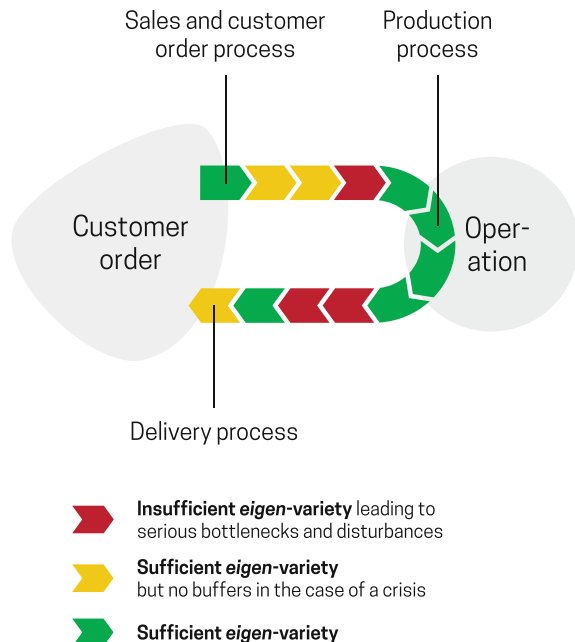 Sales and customer
order process
Production
process
Customer
order
Oper-
ation
Delivery process
Insufficient eigen-variety leading to
serious bottlenecks and disturbances
Sufficient eigen-variety
but no buffers in the case of a crisis
Sufficient eigen-variety